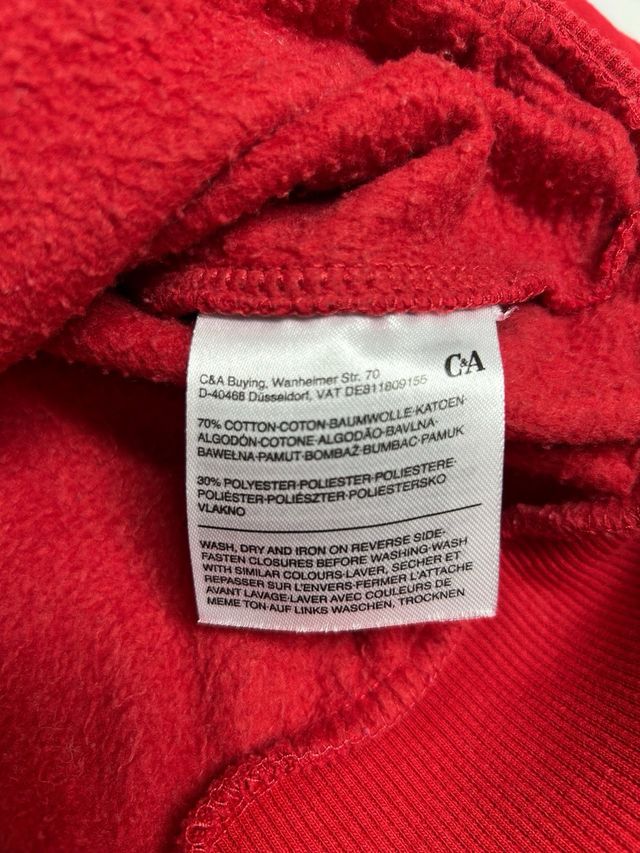 C&A
C&A Buying, Wanheimer Str. 70
D-40468 Düsseldorf, VAT DE811809155
70% COTTON·COTON·BAUMWOLLE·KATOEN·
ALGODÓN·COTONE·ALGODÃO·BAVLNA·
BAWEŁNA·PAMUT·BOMBAŽ·BUMBAC·PAMUK
30% POLYESTER·POLIESTER·POLIESTERE·
POLIÉSTER·POLIÉSZTER·POLIESTERSKO
VLAKNO
WASH, DRY AND IRON ON REVERSE SIDE·
FASTEN CLOSURES BEFORE WASHING·WASH
WITH SIMILAR COLOURS·LAVER, SÉCHER ET
REPASSER SUR L'ENVERS·FERMER L'ATTACHE
AVANT LAVAGE·LAVER AVEC COULEURS DE
MEME TON·AUF LINKS WASCHEN, TROCKNEN